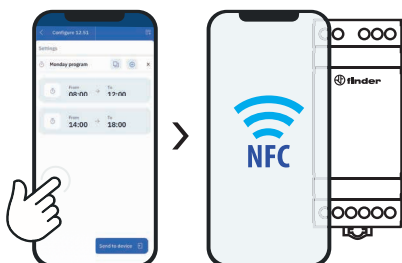 Configure 12.51
Settings
Monday program
From
08:00
To
12:00
From
14:00
To
18:00
Send to device
NFC
finder